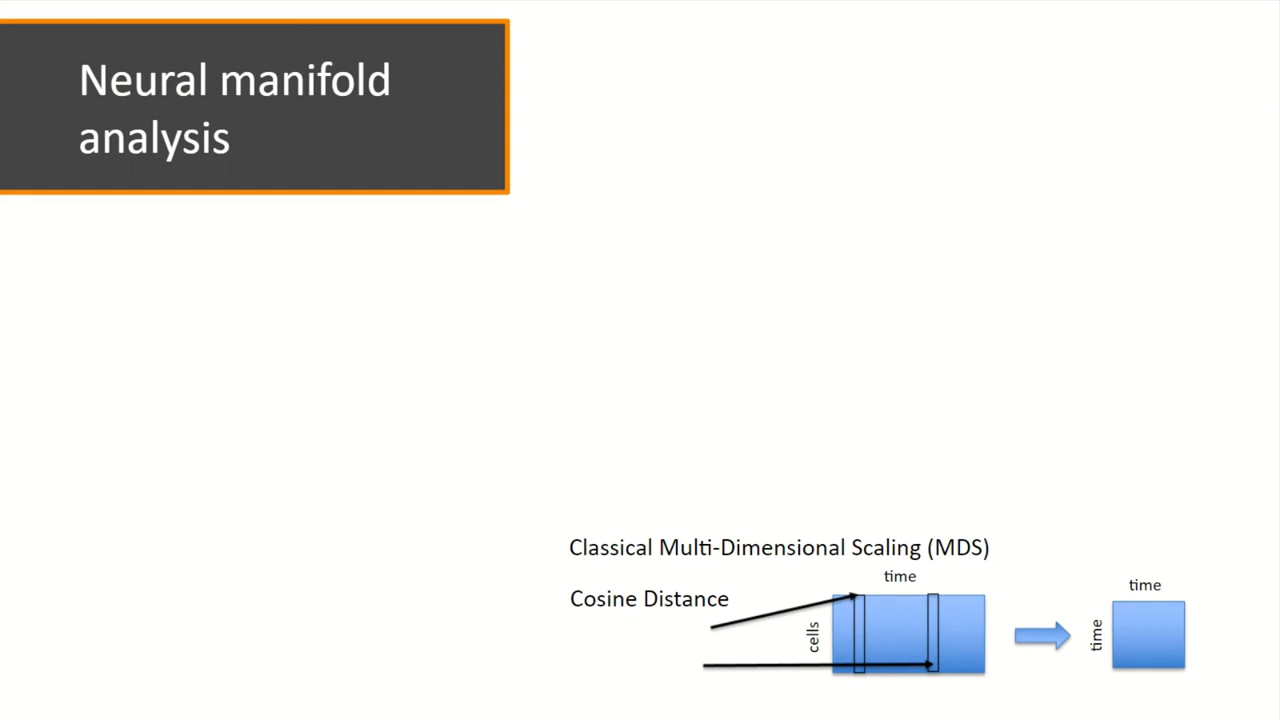 Neural manifold
analysis
Classical Multi-Dimensional Scaling (MDS)
time
time
Cosine Distance
cells
time